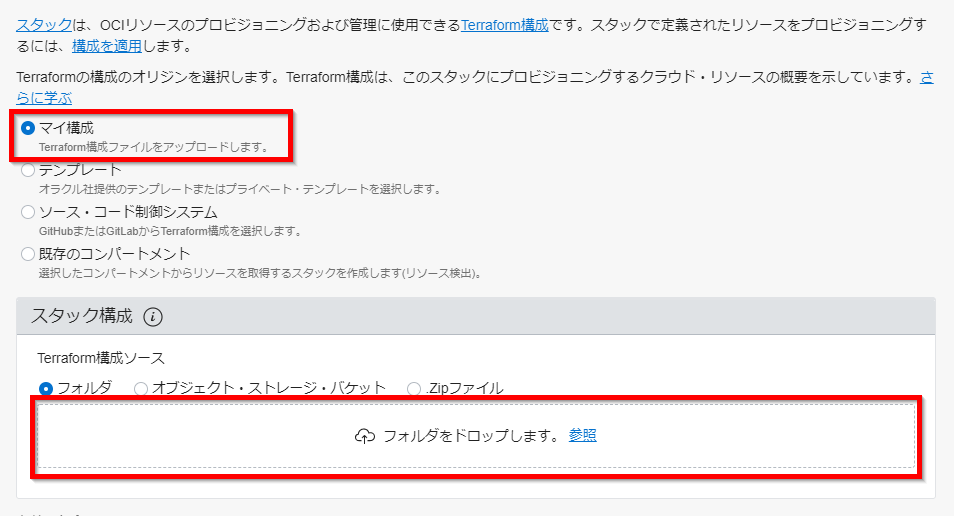 スタックは、OCIリソースのプロビジョニングおよび管理に使用できるTerraform構成です。スタックで定義されたリソースをプロビジョニングす
るには、構成を適用します。
Terraformの構成のオリジンを選択します。Terraform構成は、このスタックにプロビジョニングするクラウド・リソースの概要を示しています。さ
らに学ぶ
マイ構成
Terraform構成ファイルをアップロードします。
テンプレート
オラクル社提供のテンプレートまたはプライベート・テンプレートを選択します。
ソース・コード制御システム
GitHubまたはGitLabからTerraform構成を選択します。
既存のコンパートメント
選択したコンパートメントからリソースを取得するスタックを作成します(リソース検出)。
スタック構成 i
Terraform構成ソース
フォルダ オブジェクト・ストレージ・バケット .Zipファイル
フォルダをドロップします。 参照